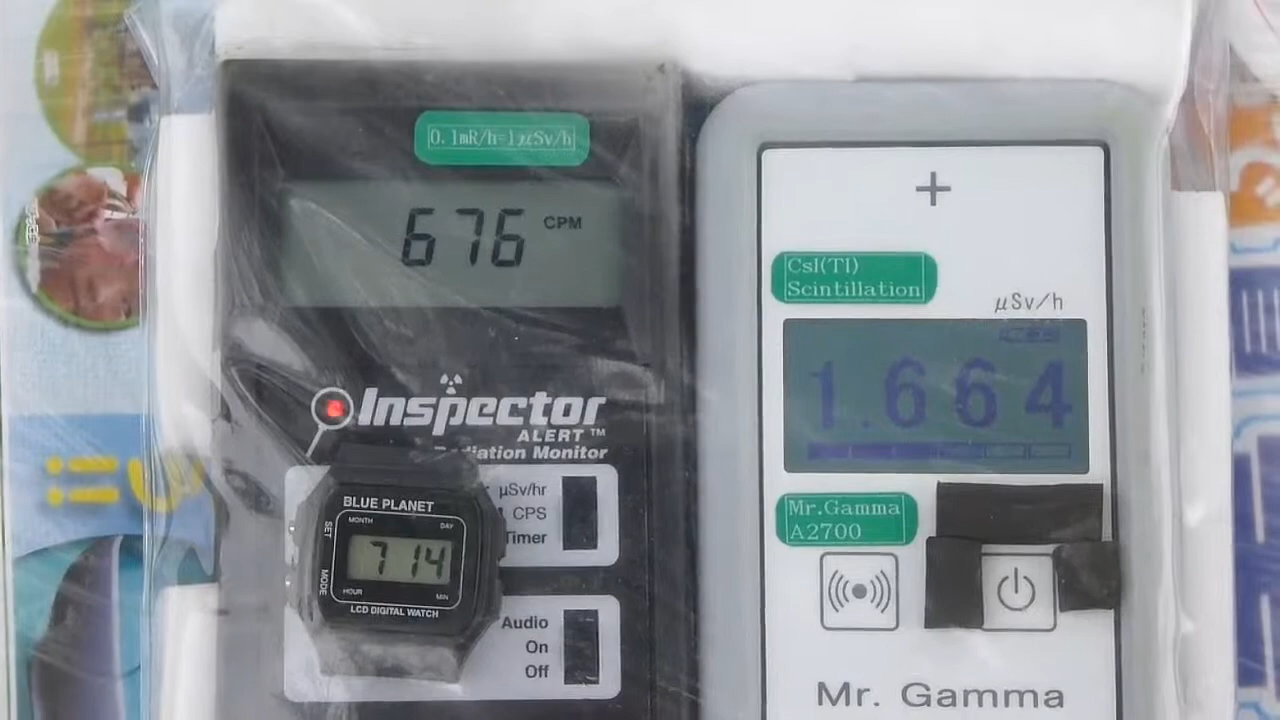 0.1mR/h=1μSv/h
676 CPM
Inspector
ALERT™
Radiation Monitor
μSv/hr
CPS
Timer
BLUE PLANET
MONTH DAY
SET
7 14
MODE
HOUR MIN
LCD DIGITAL WATCH
Audio
On
Off
+
CsI(Tl)
Scintillation
μSv/h
1.664
Mr.Gamma
A2700
Mr. Gamma